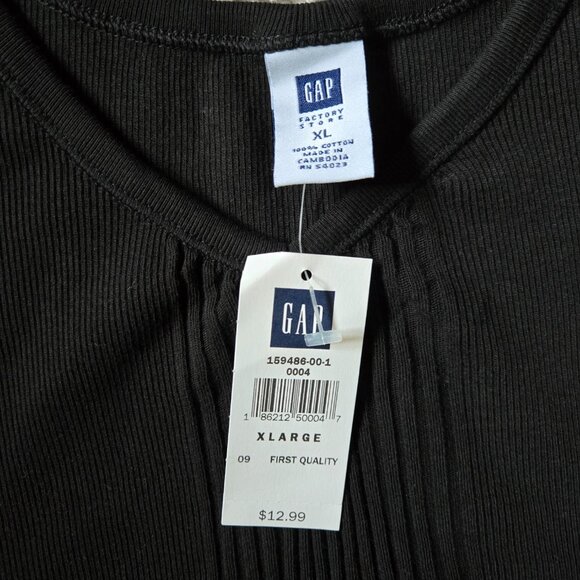 GAP
FACTORY
STORE
XL
100% COTTON
MADE IN
CAMBODIA
RN 54023
GAP
159486-00-1
0004
1 86212 50004 7
XLARGE
09 FIRST QUALITY
$12.99